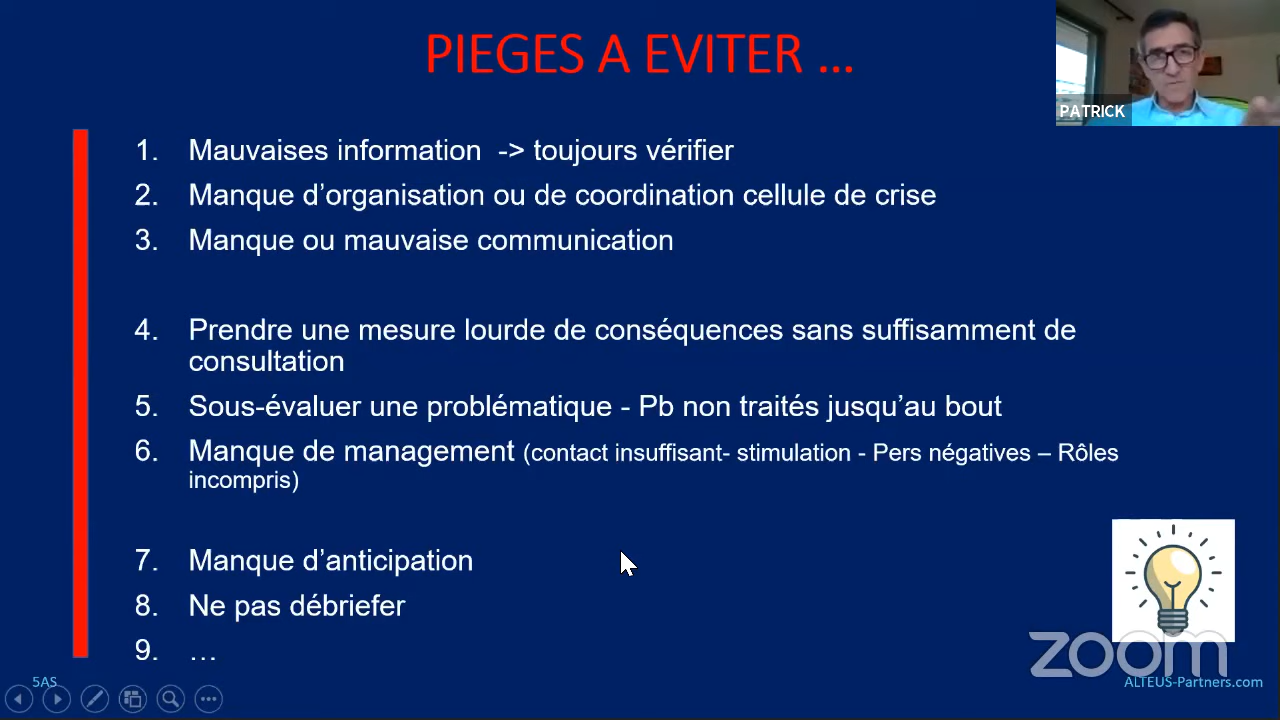 PIEGES A EVITER ...
PATRICK
1. Mauvaises information -> toujours vérifier
2. Manque d’organisation ou de coordination cellule de crise
3. Manque ou mauvaise communication
4. Prendre une mesure lourde de conséquences sans suffisamment de
consultation
5. Sous-évaluer une problématique - Pb non traités jusqu’au bout
6. Manque de management (contact insuffisant- stimulation - Pers négatives – Rôles
incompris)
7. Manque d’anticipation
8. Ne pas débriefer
9. ...
zoom
5AS
ALTEUS-Partners.com